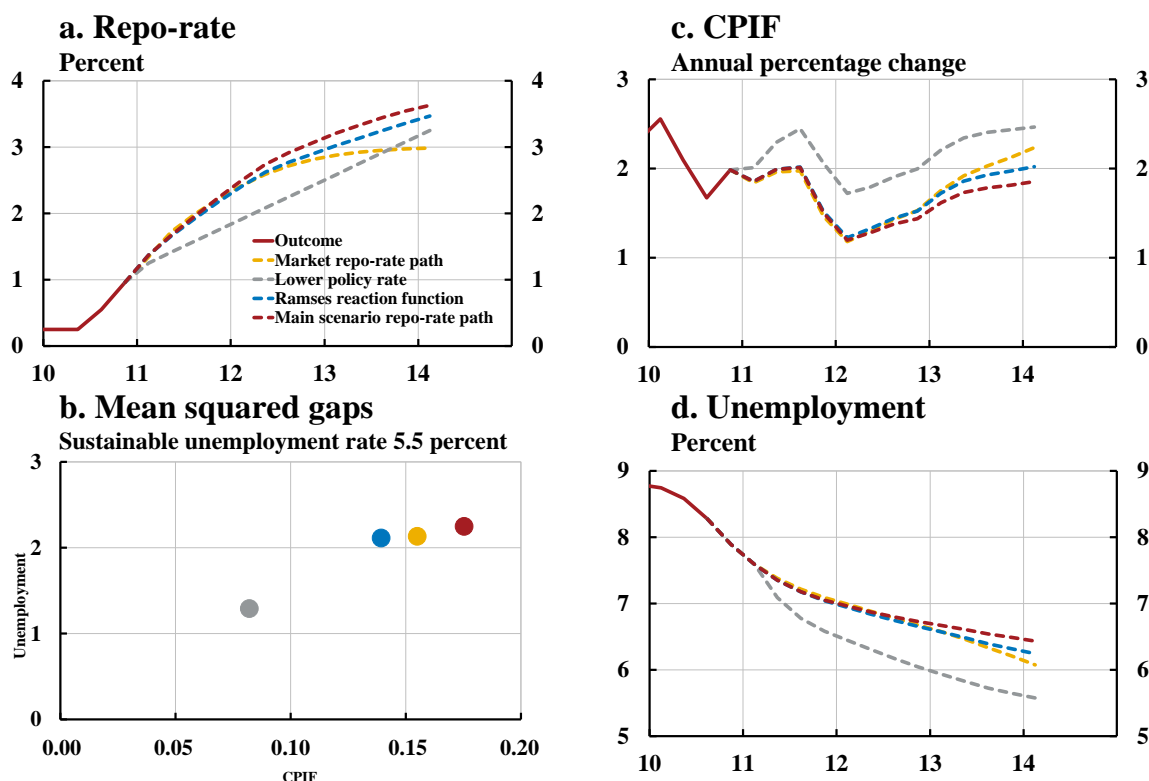 a. Repo-rate
Percent
4 4
3 3
2 2
Outcome
Market repo-rate path
1 Lower policy rate 1
Ramses reaction function
Main scenario repo-rate path
0 0
10 11 12 13 14
c. CPIF
Annual percentage change
3 3
2 2
1 1
0 0
10 11 12 13 14
b. Mean squared gaps
Sustainable unemployment rate 5.5 percent
3
2
Unemployment
1
0
0.00 0.05 0.10 0.15 0.20
CPIF
d. Unemployment
Percent
9 9
8 8
7 7
6 6
5 5
10 11 12 13 14